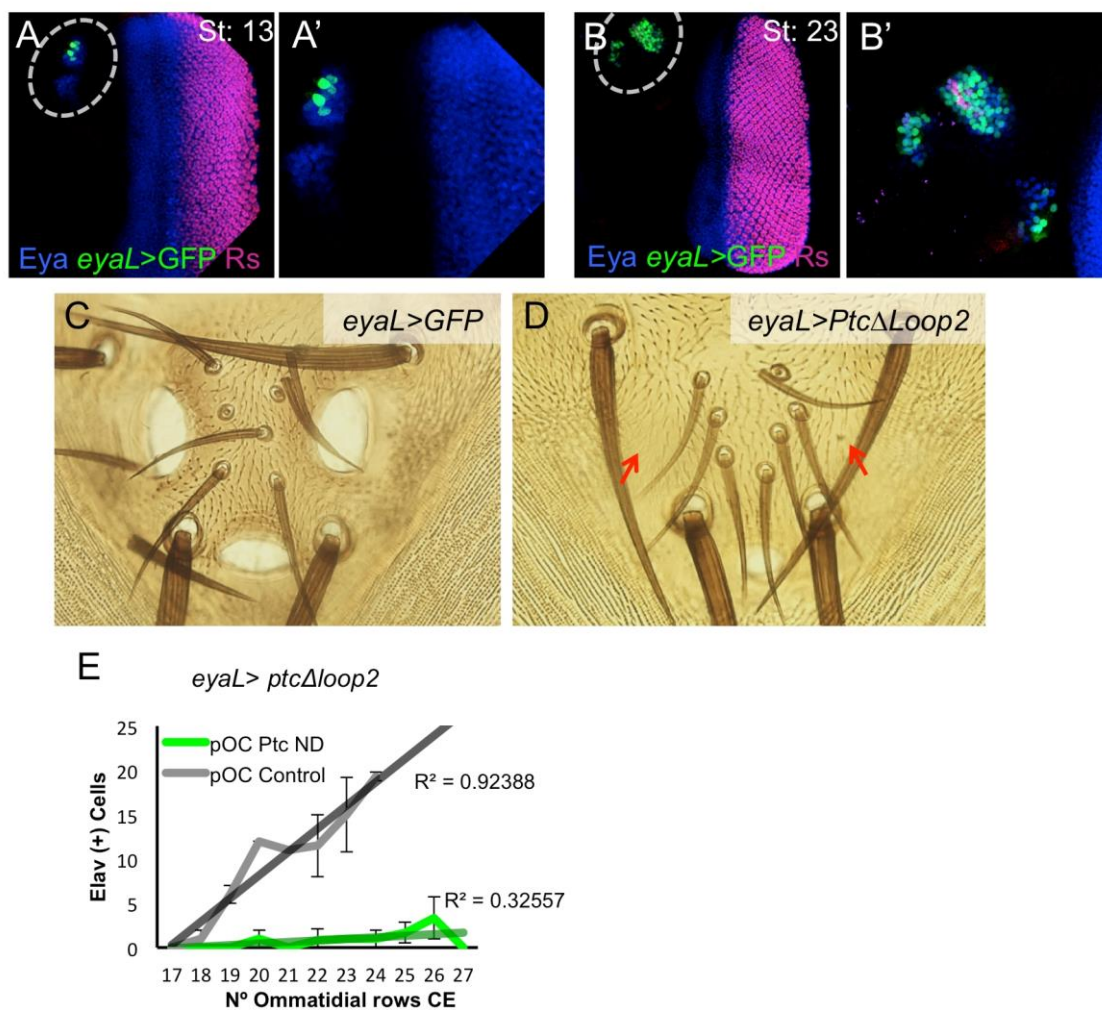 A
St: 13
A'
B
St: 23
B'
Eya eyaL>GFP Rs
Eya eyaL>GFP Rs
C
eyaL>GFP
D
eyaL>PtcΔLoop2
E
eyaL> ptcΔloop2
Elav (+) Cells
25
20
15
10
5
0
pOC Ptc ND
pOC Control
R² = 0.92388
R² = 0.32557
17 18 19 20 21 22 23 24 25 26 27
Nº Ommatidial rows CE